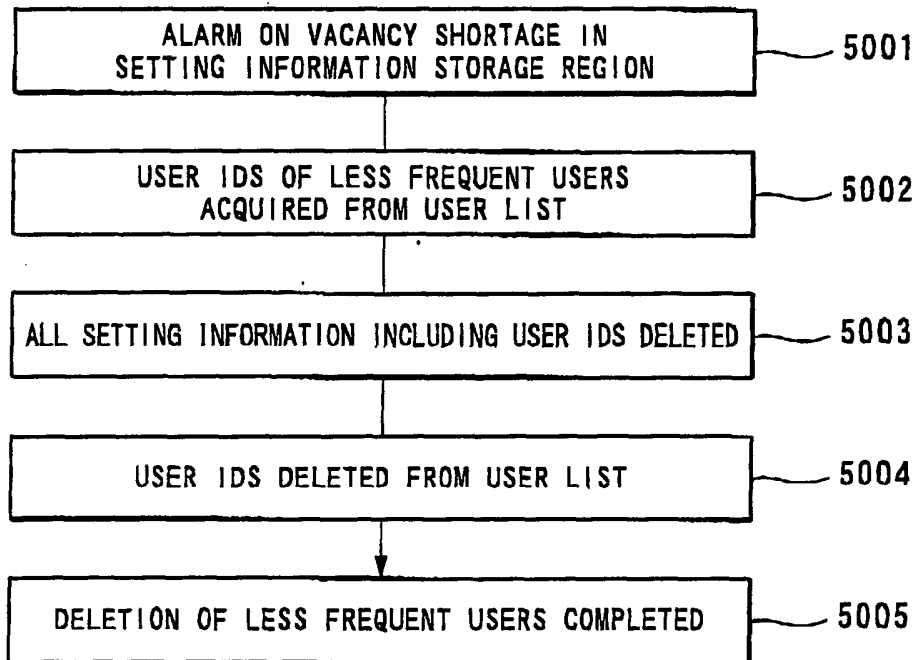 ALARM ON VACANCY SHORTAGE IN
SETTING INFORMATION STORAGE REGION
5001
USER IDS OF LESS FREQUENT USERS
ACQUIRED FROM USER LIST
5002
ALL SETTING INFORMATION INCLUDING USER IDS DELETED
5003
USER IDS DELETED FROM USER LIST
5004
DELETION OF LESS FREQUENT USERS COMPLETED
5005